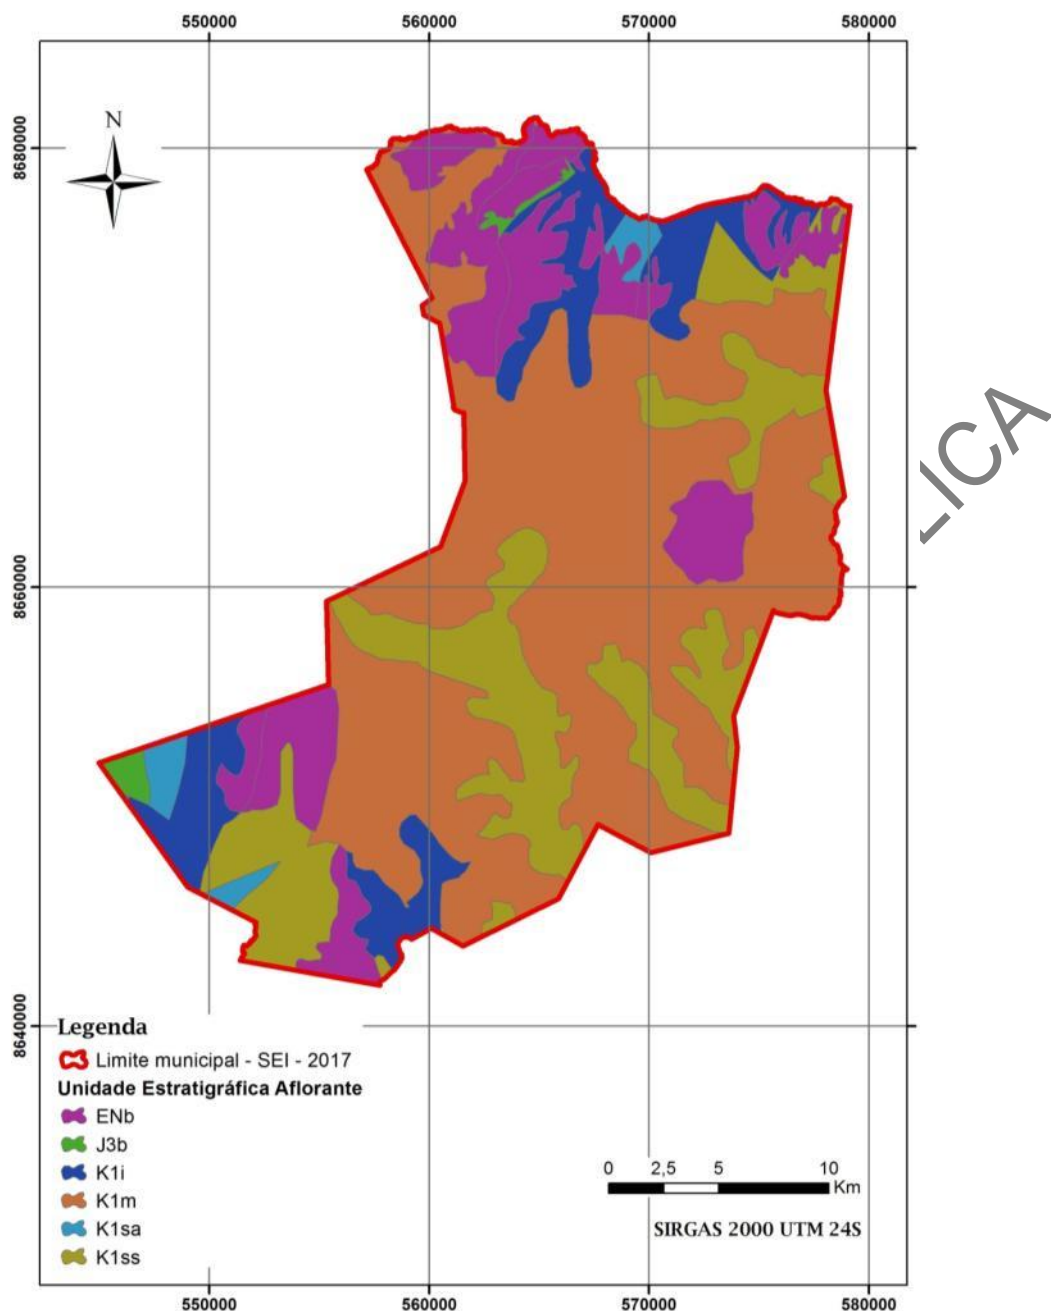 550000 560000 570000 580000
N
8680000
8660000
8640000
LICA
Legenda
Limite municipal - SEI - 2017
Unidade Estratigráfica Aflorante
ENb
J3b
K1i
K1m
K1sa
K1ss
0 2,5 5 10
Km
SIRGAS 2000 UTM 24S
550000 560000 570000 580000